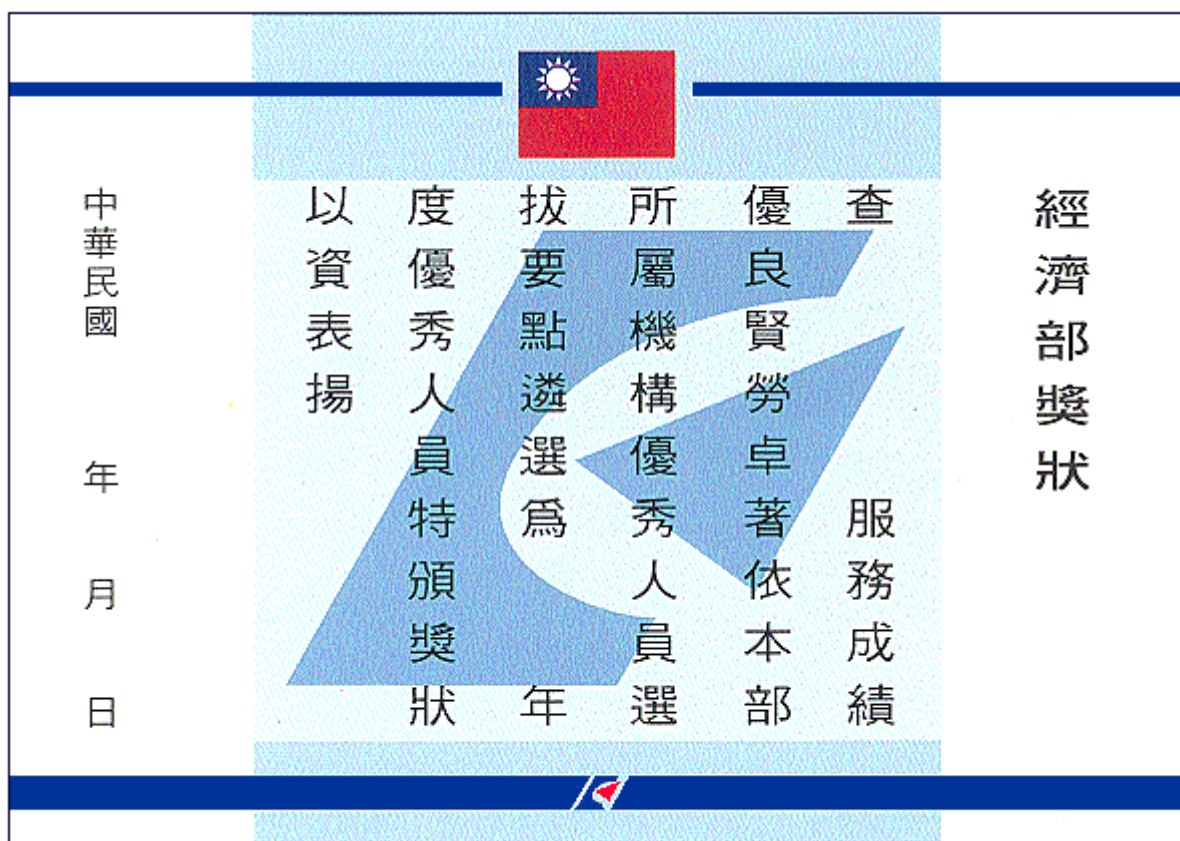 經濟部獎狀
查 服務成績
優良賢勞卓著依本部
所屬機構優秀人員選
拔要點遴選為 年
度優秀人員特頒獎狀
以資表揚
中華民國 年 月 日